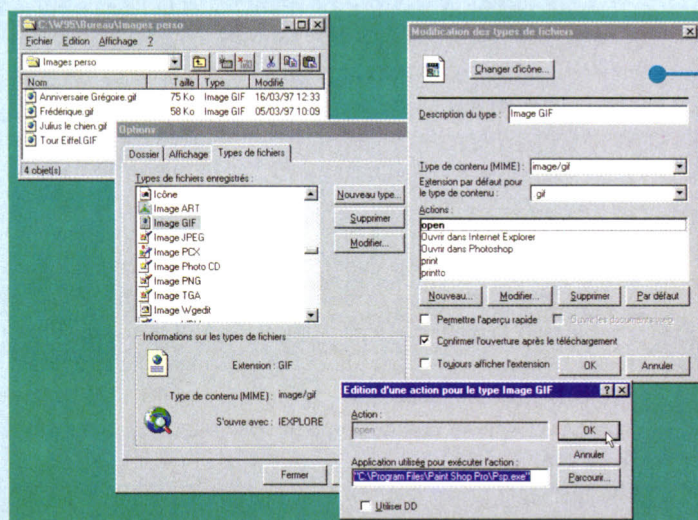 C:\W95\Bureau\Images perso
Fichier Edition Affichage ?
Images perso
Nom Taille Type Modifié
Anniversaire Grégoire.gif 75 Ko Image GIF 16/03/97 12:33
Frédérique.gif 58 Ko Image GIF 05/03/97 10:09
Julius le chien.gif
Tour Eiffel.GIF
4 objet(s)
Options
Dossier Affichage Types de fichiers
Types de fichiers enregistrés :
Icône
Image ART
Image GIF
Image JPEG
Image PCX
Image Photo CD
Image PNG
Image TGA
Image Wgedit
Nouveau type...
Supprimer
Modifier...
Informations sur les types de fichiers
Extension : GIF
Type de contenu (MIME) : image/gif
S'ouvre avec : IEXPLORE
Fermer
Modification des types de fichiers
Changer d'icône...
Description du type : Image GIF
Type de contenu (MIME) : image/gif
Extension par défaut pour
le type de contenu : .gif
Actions :
open
Ouvrir dans Internet Explorer
Ouvrir dans Photoshop
print
printto
Nouveau... Modifier... Supprimer Par défaut
Permettre l'aperçu rapide Ouvrir les documents
Confirmer l'ouverture après le téléchargement
Toujours afficher l'extension OK Annuler
Edition d'une action pour le type Image GIF
Action :
open
OK
Annuler
Application utilisée pour exécuter l'action :
"C:\Program Files\Paint Shop Pro\Psp.exe"
Parcourir...
Utiliser DD